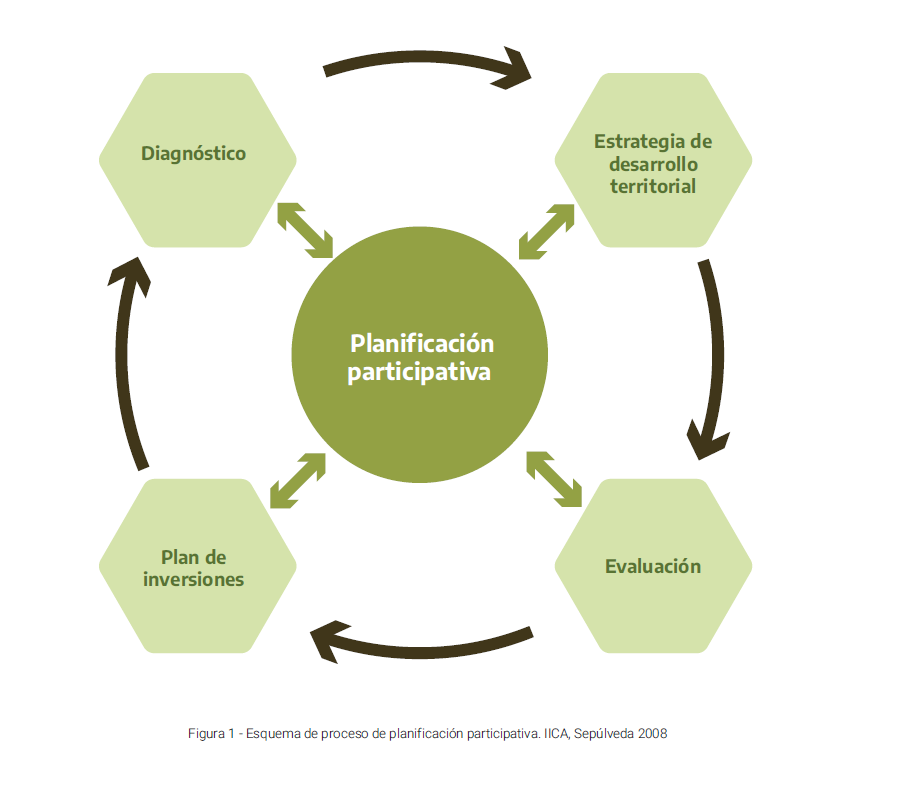 Diagnóstico
Estrategia de
desarrollo
territorial
Planificación
participativa
Plan de
inversiones
Evaluación
Figura 1 - Esquema de proceso de planificación participativa. IICA, Sepúlveda 2008